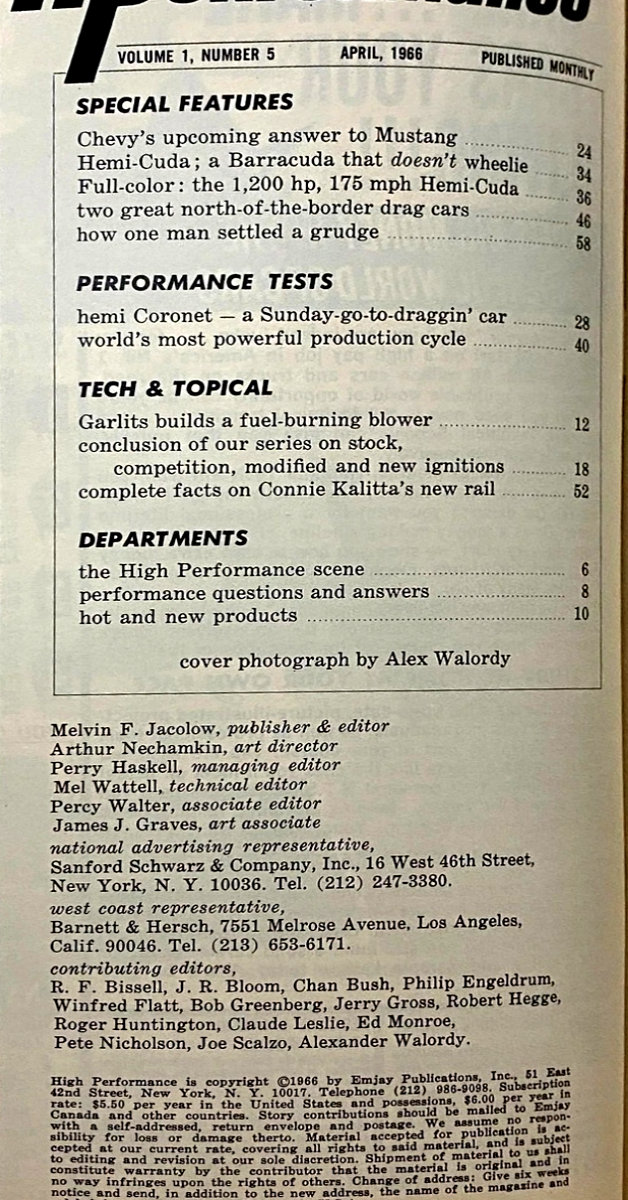 VOLUME 1, NUMBER 5 APRIL, 1966 PUBLISHED MONTHLY
SPECIAL FEATURES
Chevy's upcoming answer to Mustang ........ 24
Hemi-Cuda; a Barracuda that doesn't wheelie ........ 34
Full-color: the 1,200 hp, 175 mph Hemi-Cuda ........ 36
two great north-of-the-border drag cars ........ 46
how one man settled a grudge ........ 58
PERFORMANCE TESTS
hemi Coronet — a Sunday-go-to-draggin' car ........ 28
world's most powerful production cycle ........ 40
TECH & TOPICAL
Garlits builds a fuel-burning blower ........ 12
conclusion of our series on stock,
competition, modified and new ignitions ........ 18
complete facts on Connie Kalitta's new rail ........ 52
DEPARTMENTS
the High Performance scene ........ 6
performance questions and answers ........ 8
hot and new products ........ 10
cover photograph by Alex Walordy
Melvin F. Jacolow, publisher & editor
Arthur Nechamkin, art director
Perry Haskell, managing editor
Mel Wattell, technical editor
Percy Walter, associate editor
James J. Graves, art associate
national advertising representative,
Sanford Schwarz & Company, Inc., 16 West 46th Street,
New York, N. Y. 10036. Tel. (212) 247-3380.
west coast representative,
Barnett & Hersch, 7551 Melrose Avenue, Los Angeles,
Calif. 90046. Tel. (213) 653-6171.
contributing editors,
R. F. Bissell, J. R. Bloom, Chan Bush, Philip Engeldrum,
Winfred Flatt, Bob Greenberg, Jerry Gross, Robert Hegge,
Roger Huntington, Claude Leslie, Ed Monroe,
Pete Nicholson, Joe Scalzo, Alexander Walordy.
High Performance is copyright ©1966 by Emjay Publications, Inc., 51 East
42nd Street, New York, N. Y. 10017. Telephone (212) 986-9098. Subscription
rate: $5.50 per year in the United States and possessions, $6.00 per year in
Canada and other countries. Story contributions should be mailed to Emjay
with a self-addressed, return envelope and postage. We assume no respon-
sibility for loss or damage therto. Material accepted for publication is ac-
cepted at our current rate, covering all rights to said material, and is subject
to editing and revision at our sole discretion. Shipment of material to us shall
constitute warranty by the contributor that the material is original and in
no way infringes upon the rights of others. Change of address: Give six weeks
notice and send, in addition to the new address, the name of the magazine and